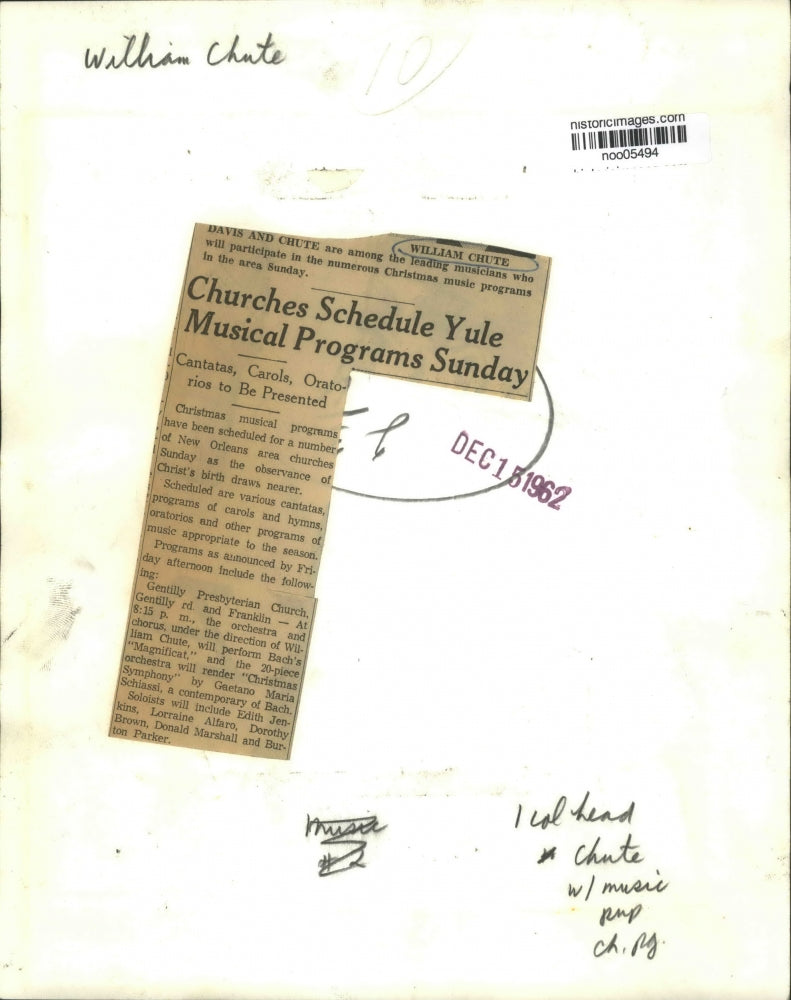 William Chute
10
historicimages.com
noo05494
WILLIAM CHUTE
DAVIS AND CHUTE are among the leading musicians who
will participate in the numerous Christmas music programs
in the area Sunday.
Churches Schedule Yule
Musical Programs Sunday
Cantatas, Carols, Orato-
rios to Be Presented
Christmas musical programs
have been scheduled for a number
of New Orleans area churches
Sunday as the observance of
Christ's birth draws nearer.
Scheduled are various cantatas,
programs of carols and hymns,
oratorios and other programs of
music appropriate to the season.
Programs as announced by Fri-
day afternoon include the follow-
ing:
Gentilly Presbyterian Church,
Gentilly rd. and Franklin — At
8:15 p. m., the orchestra and
chorus, under the direction of Wil-
liam Chute, will perform Bach's
"Magnificat," and the 20-piece
orchestra will render "Christmas
Symphony" by Gaetano Maria
Schiassi, a contemporary of Bach.
Soloists will include Edith Jen-
kins, Lorraine Alfaro, Dorothy
Brown, Donald Marshall and Bur-
ton Parker.
DEC 15 1962
Music
#2
1 col head
Chute
w/ music
pup
ch. pg.